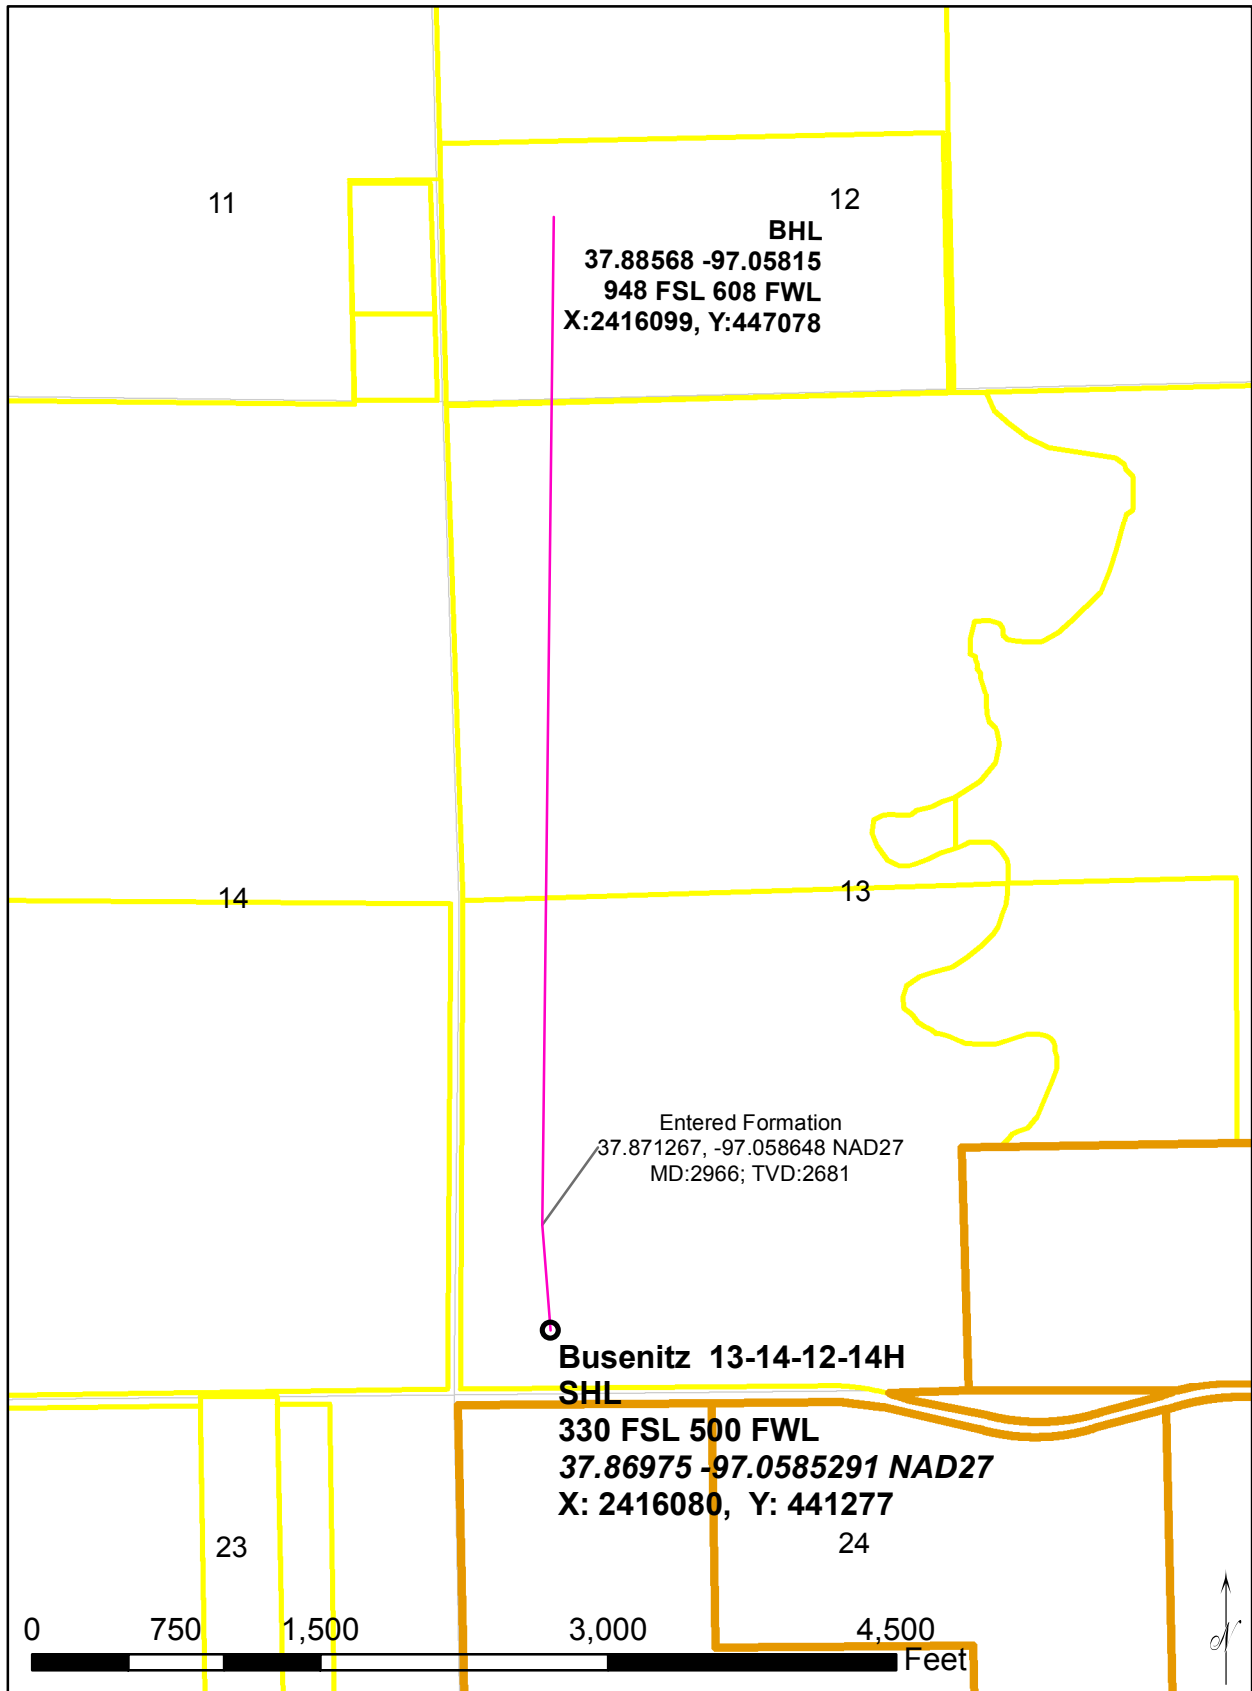 11
12
BHL
37.88568 -97.05815
948 FSL 608 FWL
X:2416099, Y:447078
14
13
Entered Formation
37.871267, -97.058648 NAD27
MD:2966; TVD:2681
Busenitz 13-14-12-14H
SHL
330 FSL 500 FWL
37.86975 -97.0585291 NAD27
X: 2416080, Y: 441277
23
24
0 750 1,500 3,000 4,500
Feet
N